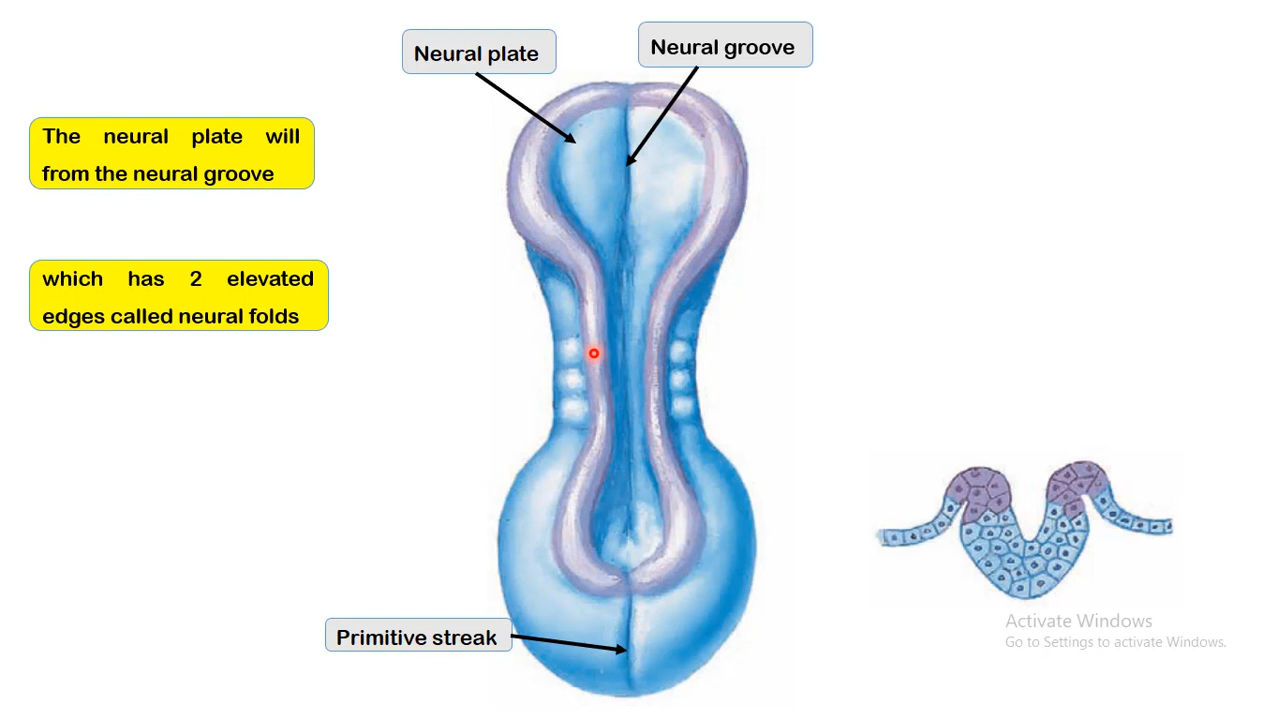 Neural plate
Neural groove
The neural plate will
from the neural groove
which has 2 elevated
edges called neural folds
Primitive streak
Activate Windows
Go to Settings to activate Windows.